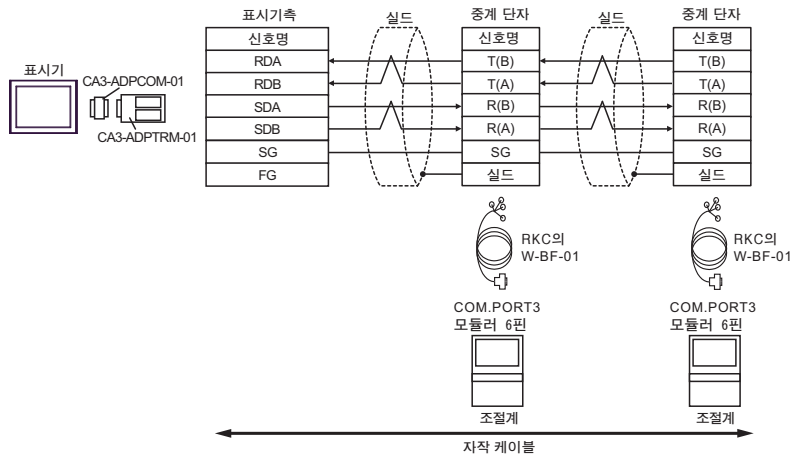 표시기측
실드
중계 단자
실드
중계 단자
신호명
신호명
신호명
표시기
CA3-ADPCOM-01
CA3-ADPTRM-01
RDA
T(B)
T(B)
RDB
T(A)
T(A)
SDA
R(B)
R(B)
SDB
R(A)
R(A)
SG
SG
SG
FG
실드
실드
RKC의
W-BF-01
RKC의
W-BF-01
COM.PORT3
모듈러 6핀
COM.PORT3
모듈러 6핀
조절계
조절계
자작 케이블